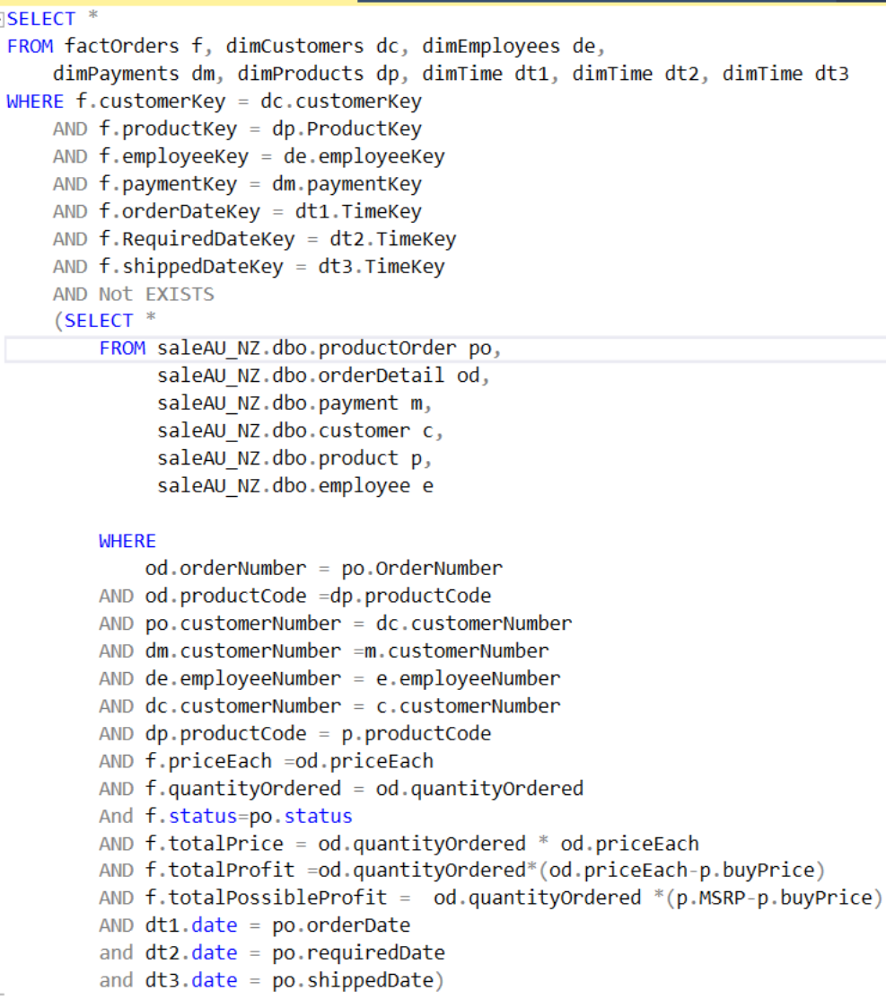 SELECT *
FROM factOrders f, dimCustomers dc, dimEmployees de,
dimPayments dm, dimProducts dp, dimTime dt1, dimTime dt2, dimTime dt3
WHERE f.customerKey = dc.customerKey
AND f.productKey = dp.ProductKey
AND f.employeeKey = de.employeeKey
AND f.paymentKey = dm.paymentKey
AND f.orderDateKey = dt1.TimeKey
AND f.RequiredDateKey = dt2.TimeKey
AND f.shippedDateKey = dt3.TimeKey
AND Not EXISTS
(SELECT *
FROM saleAU_NZ.dbo.productOrder po,
saleAU_NZ.dbo.orderDetail od,
saleAU_NZ.dbo.payment m,
saleAU_NZ.dbo.customer c,
saleAU_NZ.dbo.product p,
saleAU_NZ.dbo.employee e
WHERE
od.orderNumber = po.OrderNumber
AND od.productCode =dp.productCode
AND po.customerNumber = dc.customerNumber
AND dm.customerNumber =m.customerNumber
AND de.employeeNumber = e.employeeNumber
AND dc.customerNumber = c.customerNumber
AND dp.productCode = p.productCode
AND f.priceEach =od.priceEach
AND f.quantityOrdered = od.quantityOrdered
And f.status=po.status
AND f.totalPrice = od.quantityOrdered * od.priceEach
AND f.totalProfit =od.quantityOrdered*(od.priceEach-p.buyPrice)
AND f.totalPossibleProfit =  od.quantityOrdered *(p.MSRP-p.buyPrice)
AND dt1.date = po.orderDate
and dt2.date = po.requiredDate
and dt3.date = po.shippedDate)